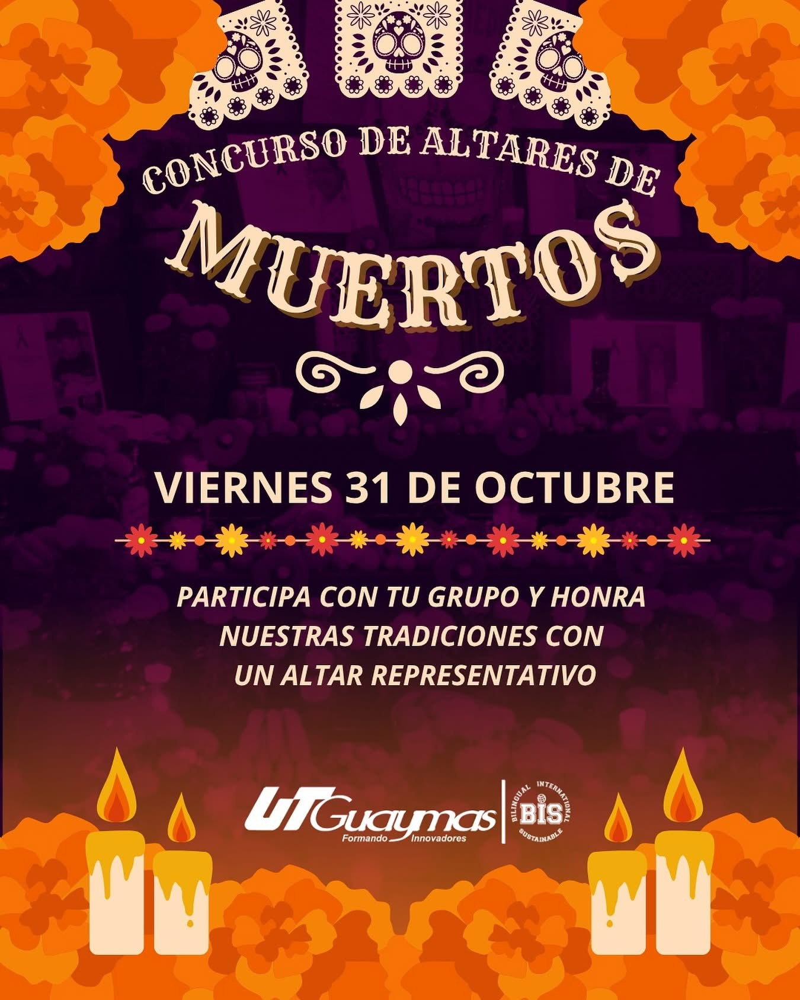 CONCURSO DE ALTARES DE
MUERTOS
VIERNES 31 DE OCTUBRE
PARTICIPA CON TU GRUPO Y HONRA
NUESTRAS TRADICIONES CON
UN ALTAR REPRESENTATIVO
UTGuaymas
Formando Innovadores
BILINGUAL INTERNATIONAL
BIS
SUSTAINABLE